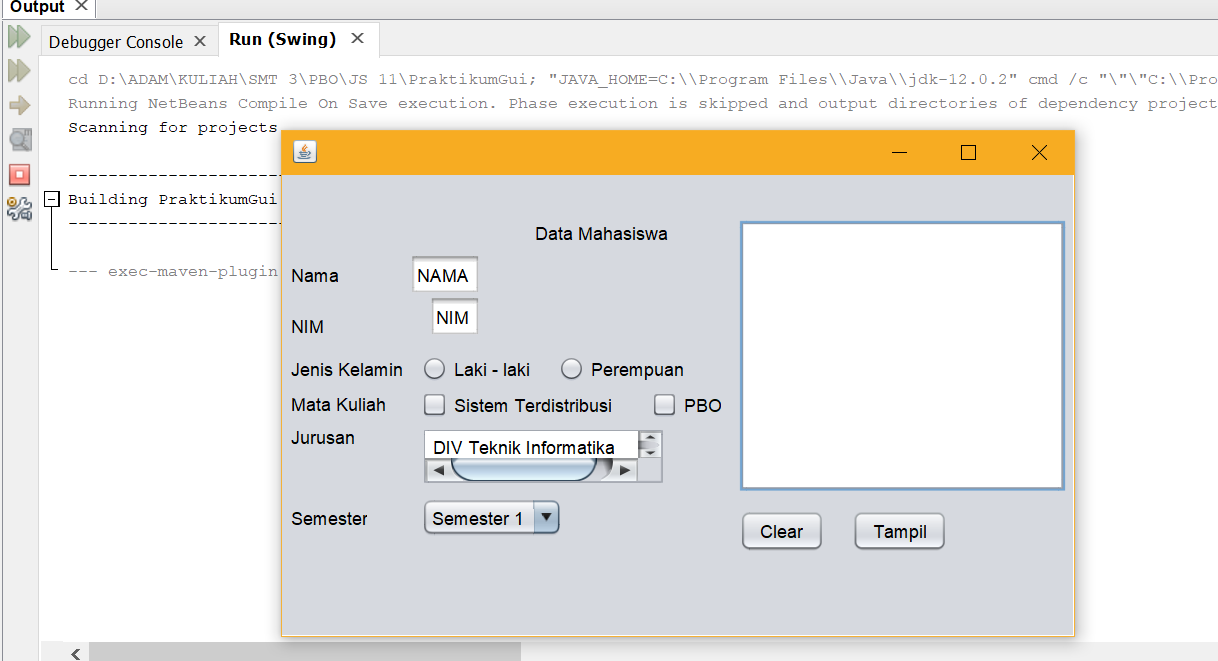 Output
Debugger Console
Run (Swing)
cd D:\ADAM\KULIAH\SMT 3\PBO\JS 11\PraktikumGui; "JAVA_HOME=C:\\Program Files\\Java\\jdk-12.0.2" cmd /c "\"\"C:\\Pro
Running NetBeans Compile On Save execution. Phase execution is skipped and output directories of dependency project
Scanning for projects
------------------------
Building PraktikumGui
------------------------
--- exec-maven-plugin
Data Mahasiswa
Nama NAMA
NIM NIM
Jenis Kelamin Laki - laki Perempuan
Mata Kuliah Sistem Terdistribusi PBO
Jurusan DIV Teknik Informatika
Semester Semester 1
Clear Tampil